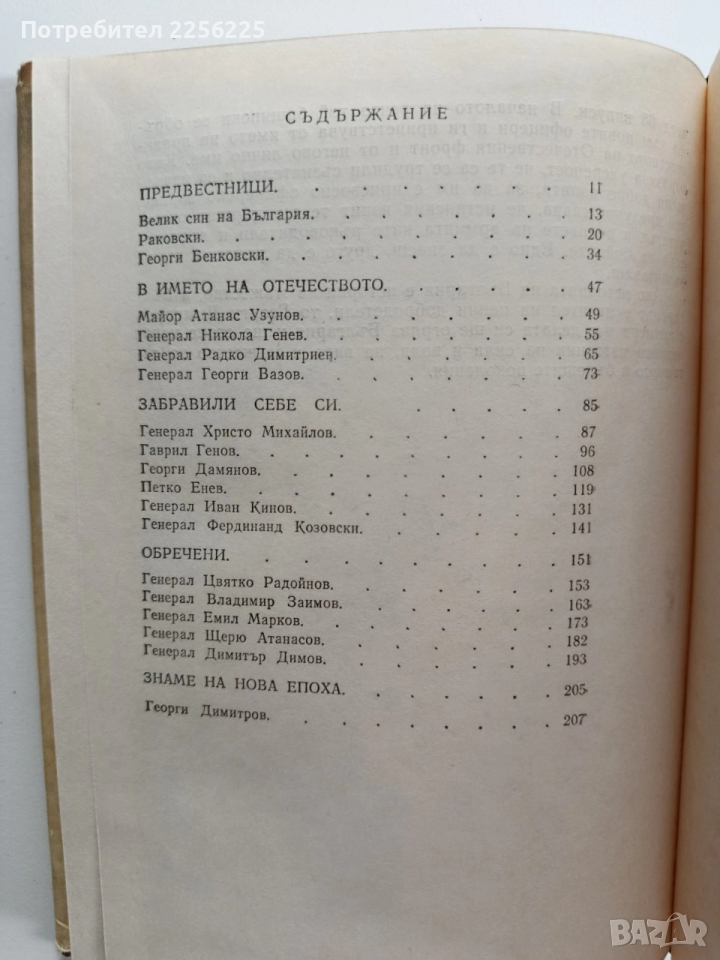 Потребител 2256225
СЪДЪРЖАНИЕ
ПРЕДВЕСТНИЦИ. . . . . . . . 11
Велик син на България. . . . . . . 13
Раковски. . . . . . . . . . 20
Георги Бенковски. . . . . . . . . 34
В ИМЕТО НА ОТЕЧЕСТВОТО. . . . . . 47
Майор Атанас Узунов. . . . . . . . 49
Генерал Никола Генев. . . . . . . . 55
Генерал Радко Димитриев. . . . . . . 65
Генерал Георги Вазов. . . . . . . . 73
ЗАБРАВИЛИ СЕБЕ СИ. . . . . . . 85
Генерал Христо Михайлов. . . . . . . 87
Гаврил Генов. . . . . . . . . . 96
Георги Дамянов. . . . . . . . . 108
Петко Енев. . . . . . . . . . 119
Генерал Иван Кинов. . . . . . . . 131
Генерал Фердинанд Козовски. . . . . . 141
ОБРЕЧЕНИ. . . . . . . . . . 151
Генерал Цвятко Радойнов. . . . . . . 153
Генерал Владимир Заимов. . . . . . . 163
Генерал Емил Марков. . . . . . . . 173
Генерал Щерю Атанасов. . . . . . . 182
Генерал Димитър Димов. . . . . . . 193
ЗНАМЕ НА НОВА ЕПОХА. . . . . . . 205
Георги Димитров. . . . . . . . . 207
BAZAR